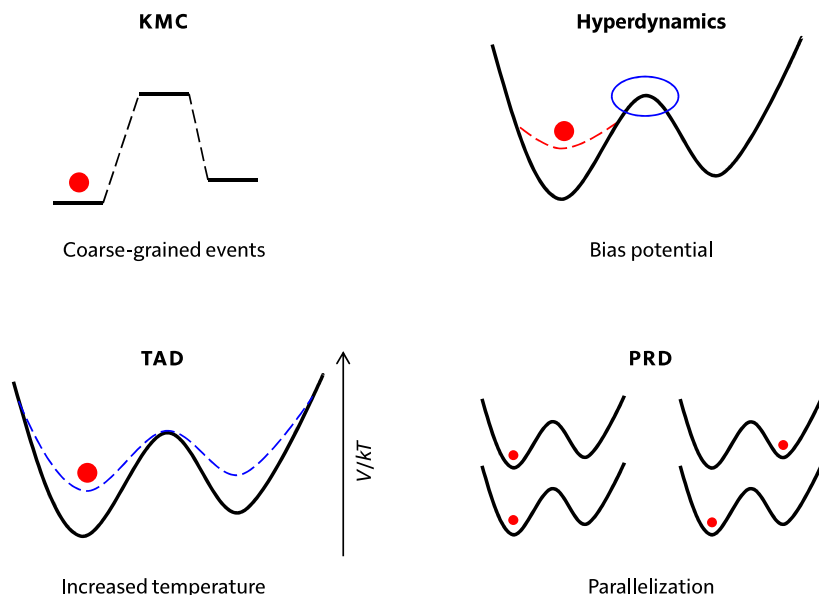 KMC
Hyperdynamics
Coarse-grained events
Bias potential
TAD
PRD
V/kT
Increased temperature
Parallelization